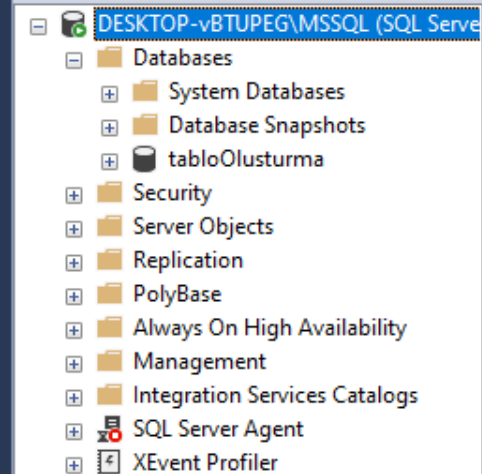 DESKTOP-vBTUPEG\MSSQL (SQL Serve
Databases
System Databases
Database Snapshots
tabloOlusturma
Security
Server Objects
Replication
PolyBase
Always On High Availability
Management
Integration Services Catalogs
SQL Server Agent
XEvent Profiler